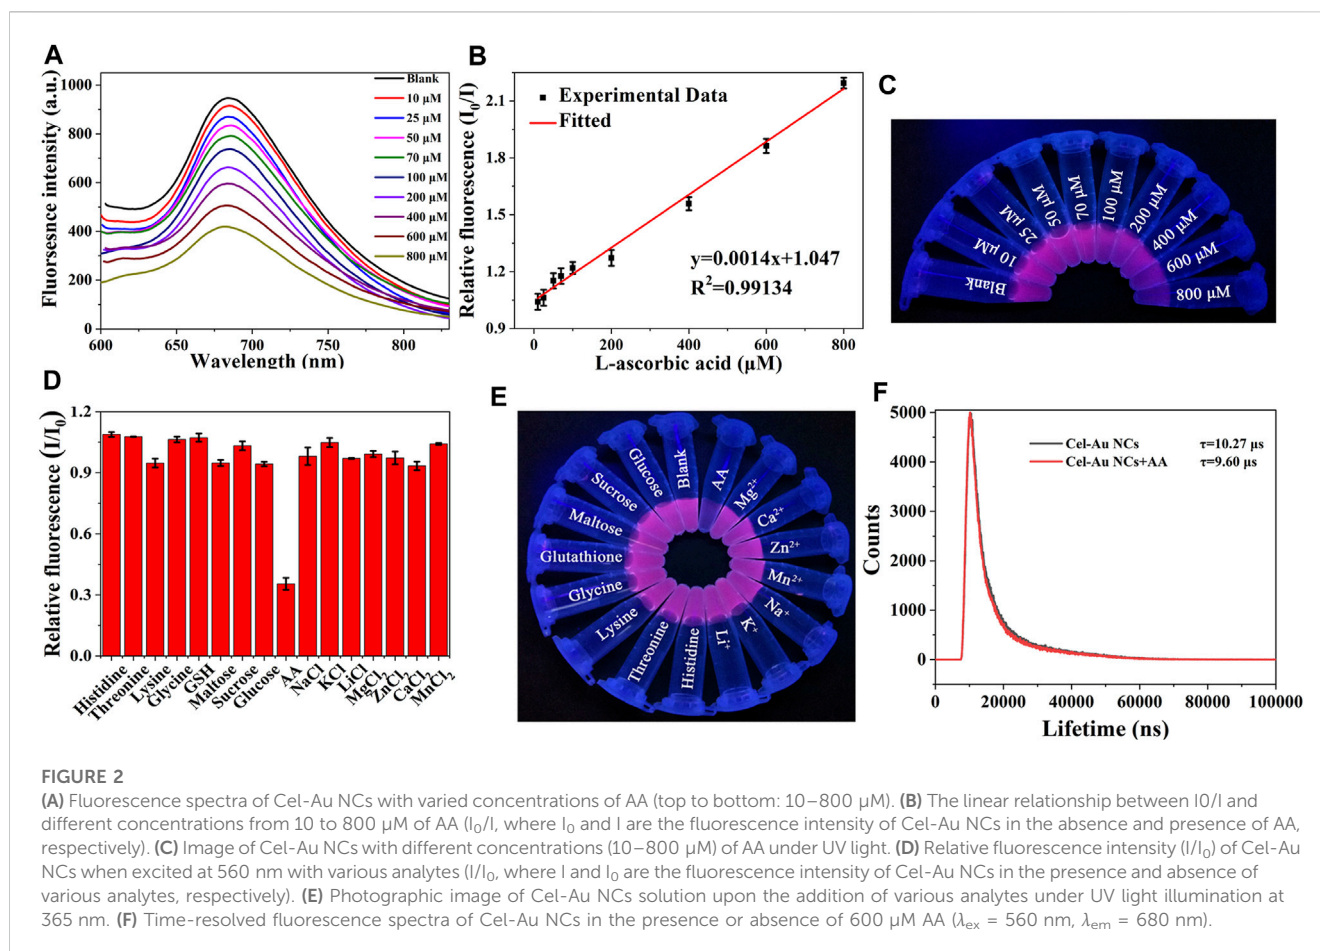 A
Fluorsesnce intensity (a.u.)
1000
800
600
400
200
0
600
650
700
750
800
Wavelength (nm)
Blank
10 μM
25 μM
50 μM
70 μM
100 μM
200 μM
400 μM
600 μM
800 μM
B
Relative fluorescence (I₀/I)
2.1
1.8
1.5
1.2
0.9
0
200
400
600
800
L-ascorbic acid (μM)
Experimental Data
Fitted
y=0.0014x+1.047
R²=0.99134
C
Blank
10 μM
25 μM
50 μM
70 μM
100 μM
200 μM
400 μM
600 μM
800 μM
D
Relative fluorescence (I/I₀)
1.2
0.9
0.6
0.3
0.0
Histidine
Threonine
Lysine
Glycine
GSH
Maltose
Sucrose
Glucose
AA
NaCl
KCl
LiCl
MgCl₂
ZnCl₂
CaCl₂
MnCl₂
E
Blank
AA
Mg²⁺
Ca²⁺
Zn²⁺
Mn²⁺
Na⁺
K⁺
Li⁺
Histidine
Threonine
Lysine
Glycine
Glutathione
Maltose
Sucrose
Glucose
F
Counts
5000
4000
3000
2000
1000
0
0
20000
40000
60000
80000
100000
Lifetime (ns)
Cel-Au NCs τ=10.27 μs
Cel-Au NCs+AA τ=9.60 μs
FIGURE 2
(A) Fluorescence spectra of Cel-Au NCs with varied concentrations of AA (top to bottom: 10–800 μM). (B) The linear relationship between I0/I and
different concentrations from 10 to 800 μM of AA (I₀/I, where I₀ and I are the fluorescence intensity of Cel-Au NCs in the absence and presence of AA,
respectively). (C) Image of Cel-Au NCs with different concentrations (10–800 μM) of AA under UV light. (D) Relative fluorescence intensity (I/I₀) of Cel-Au
NCs when excited at 560 nm with various analytes (I/I₀, where I and I₀ are the fluorescence intensity of Cel-Au NCs in the presence and absence of
various analytes, respectively). (E) Photographic image of Cel-Au NCs solution upon the addition of various analytes under UV light illumination at
365 nm. (F) Time-resolved fluorescence spectra of Cel-Au NCs in the presence or absence of 600 μM AA (λex = 560 nm, λem = 680 nm).